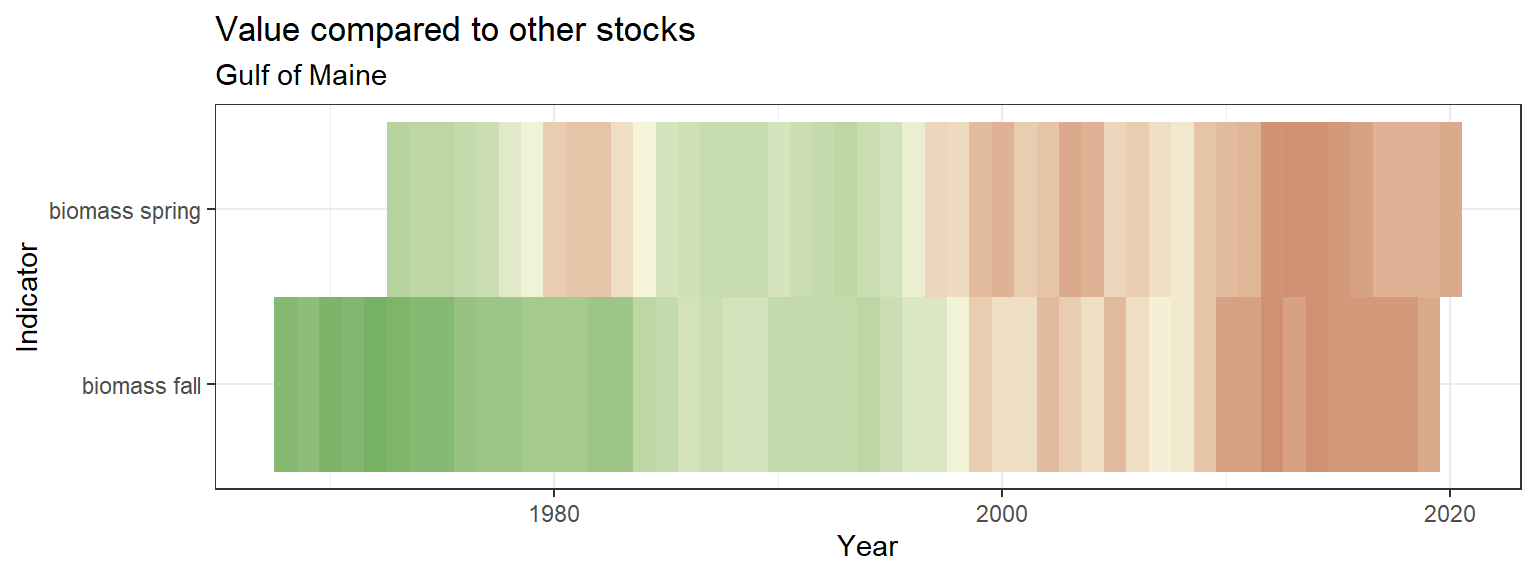 Value compared to other stocks
Gulf of Maine
Indicator
biomass spring
biomass fall
1980
2000
2020
Year